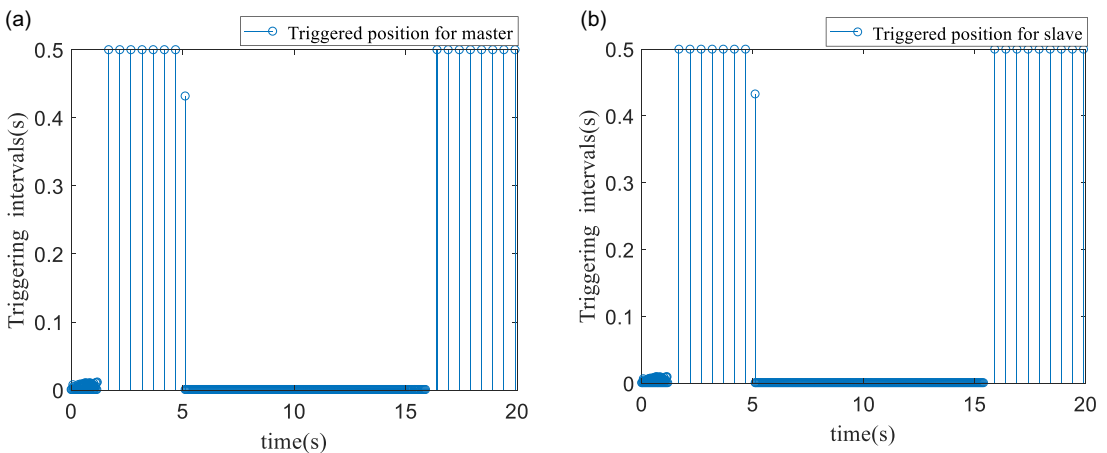 (a)
Triggered position for master
0.5
0.4
0.3
0.2
0.1
0
Triggering intervals(s)
0
5
10
15
20
time(s)
(b)
Triggered position for slave
0.5
0.4
0.3
0.2
0.1
0
Triggering intervals(s)
0
5
10
15
20
time(s)